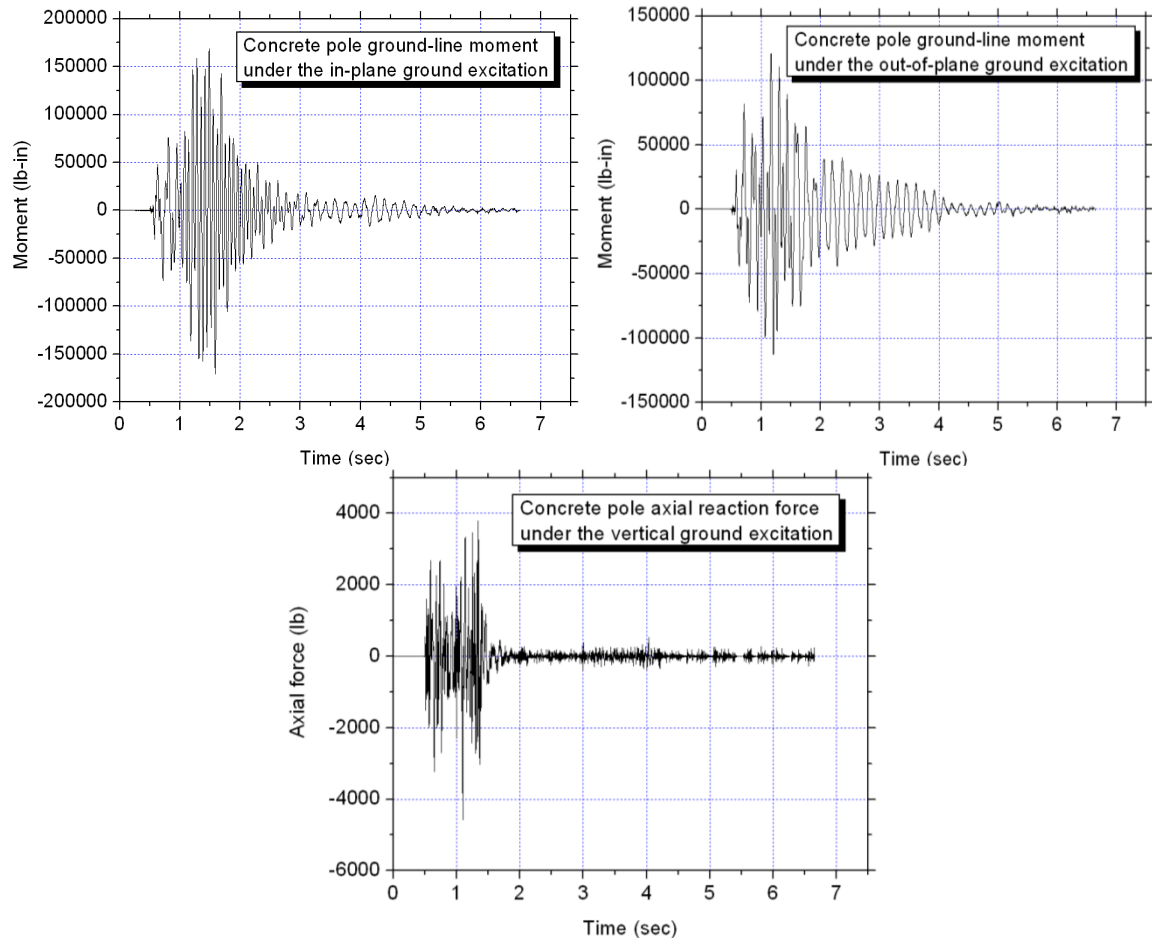 Concrete pole ground-line moment
under the in-plane ground excitation
Moment (lb-in)
200000
150000
100000
50000
0
-50000
-100000
-150000
-200000
0 1 2 3 4 5 6 7
Time (sec)
Concrete pole ground-line moment
under the out-of-plane ground excitation
Moment (lb-in)
150000
100000
50000
0
-50000
-100000
-150000
0 1 2 3 4 5 6 7
Time (sec)
Concrete pole axial reaction force
under the vertical ground excitation
Axial force (lb)
4000
2000
0
-2000
-4000
-6000
0 1 2 3 4 5 6 7
Time (sec)